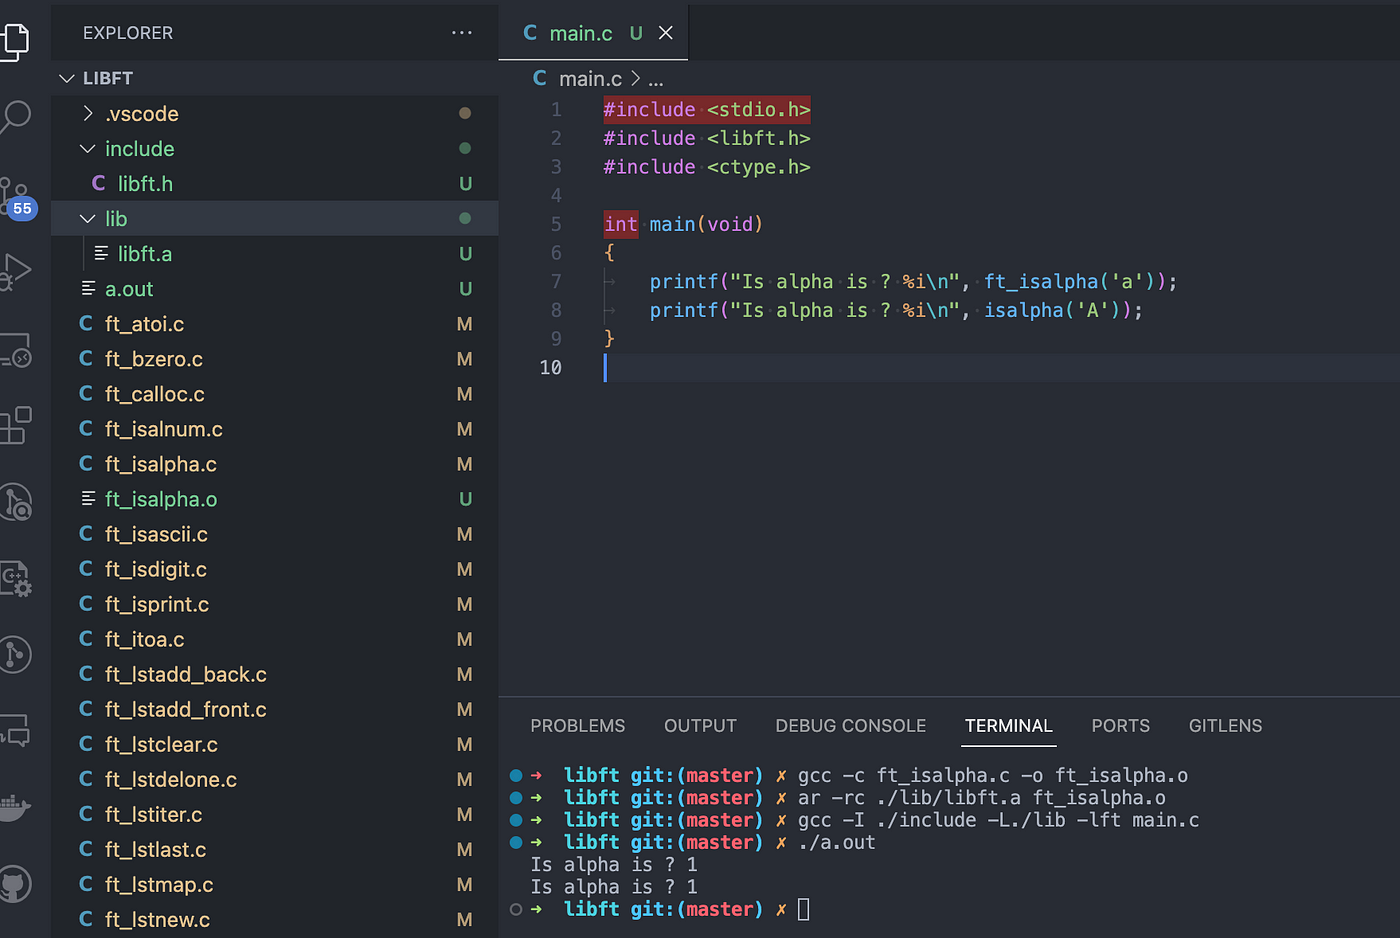 EXPLORER
LIBFT
.vscode
include
C libft.h U
lib
libft.a U
a.out U
C ft_atoi.c M
C ft_bzero.c M
C ft_calloc.c M
C ft_isalnum.c M
C ft_isalpha.c M
ft_isalpha.o U
C ft_isascii.c M
C ft_isdigit.c M
C ft_isprint.c M
C ft_itoa.c M
C ft_lstadd_back.c M
C ft_lstadd_front.c M
C ft_lstclear.c M
C ft_lstdelone.c M
C ft_lstiter.c M
C ft_lstlast.c M
C ft_lstmap.c M
C ft_lstnew.c M
55
C main.c U
C main.c > ...
1 #include <stdio.h>
2 #include <libft.h>
3 #include <ctype.h>
4
5 int main(void)
6 {
7 printf("Is alpha is ? %i\n", ft_isalpha('a'));
8 printf("Is alpha is ? %i\n", isalpha('A'));
9 }
10
PROBLEMS OUTPUT DEBUG CONSOLE TERMINAL PORTS GITLENS
➜ libft git:(master) ✗ gcc -c ft_isalpha.c -o ft_isalpha.o
➜ libft git:(master) ✗ ar -rc ./lib/libft.a ft_isalpha.o
➜ libft git:(master) ✗ gcc -I ./include -L./lib -lft main.c
➜ libft git:(master) ✗ ./a.out
Is alpha is ? 1
Is alpha is ? 1
➜ libft git:(master) ✗